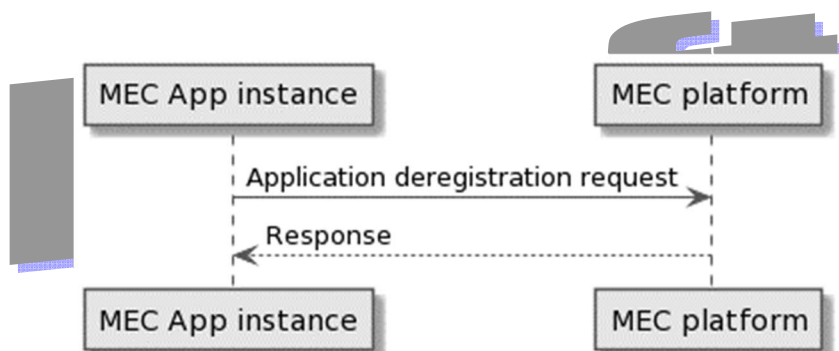 MEC App instance
MEC platform
Application deregistration request
Response
MEC App instance
MEC platform